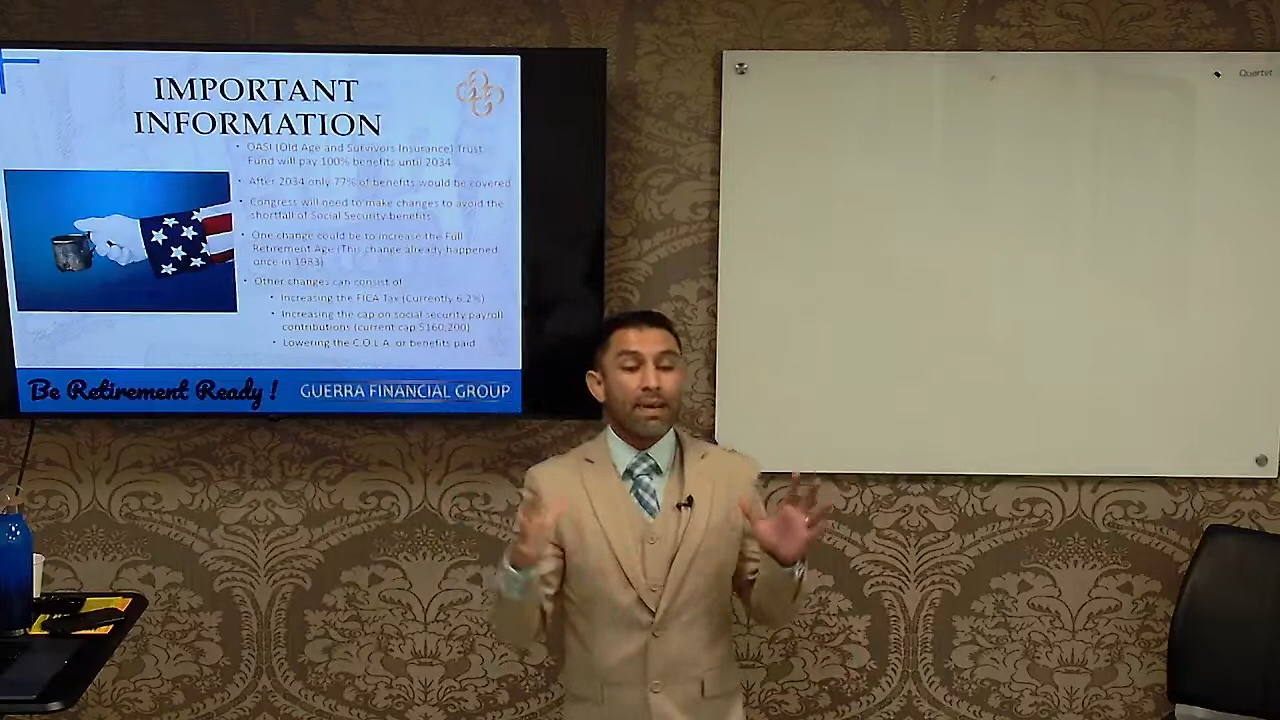 IMPORTANT
INFORMATION
• OASI (Old Age and Survivors Insurance) Trust
Fund will pay 100% benefits until 2034
• After 2034 only 77% of benefits would be covered
• Congress will need to make changes to avoid the
shortfall of Social Security benefits
• One change could be to increase the Full
Retirement Age (This change already happened
once in 1983)
• Other changes can consist of
• Increasing the FICA Tax (Currently 6.2%)
• Increasing the cap on social security payroll
contributions (current cap $160,200)
• Lowering the C.O.L.A. or benefits paid
Be Retirement Ready !
GUERRA FINANCIAL GROUP
Quartet